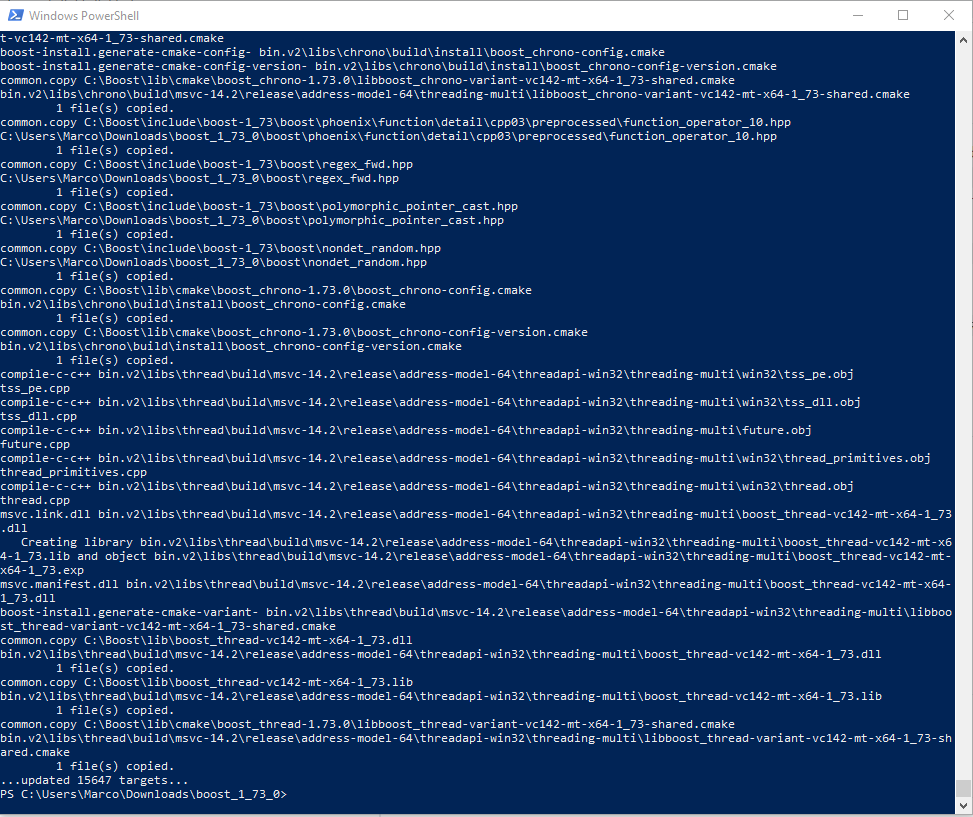 Windows PowerShell
t-vc142-mt-x64-1_73-shared.cmake
boost-install.generate-cmake-config- bin.v2\libs\chrono\build\install\boost_chrono-config.cmake
boost-install.generate-cmake-config-version- bin.v2\libs\chrono\build\install\boost_chrono-config-version.cmake
common.copy C:\Boost\lib\cmake\boost_chrono-1.73.0\libboost_chrono-variant-vc142-mt-x64-1_73-shared.cmake
bin.v2\libs\chrono\build\msvc-14.2\release\address-model-64\threading-multi\libboost_chrono-variant-vc142-mt-x64-1_73-shared.cmake
        1 file(s) copied.
common.copy C:\Boost\include\boost-1_73\boost\phoenix\function\detail\cpp03\preprocessed\function_operator_10.hpp
C:\Users\Marco\Downloads\boost_1_73_0\boost\phoenix\function\detail\cpp03\preprocessed\function_operator_10.hpp
        1 file(s) copied.
common.copy C:\Boost\include\boost-1_73\boost\regex_fwd.hpp
C:\Users\Marco\Downloads\boost_1_73_0\boost\regex_fwd.hpp
        1 file(s) copied.
common.copy C:\Boost\include\boost-1_73\boost\polymorphic_pointer_cast.hpp
C:\Users\Marco\Downloads\boost_1_73_0\boost\polymorphic_pointer_cast.hpp
        1 file(s) copied.
common.copy C:\Boost\include\boost-1_73\boost\nondet_random.hpp
C:\Users\Marco\Downloads\boost_1_73_0\boost\nondet_random.hpp
        1 file(s) copied.
common.copy C:\Boost\lib\cmake\boost_chrono-1.73.0\boost_chrono-config.cmake
bin.v2\libs\chrono\build\install\boost_chrono-config.cmake
        1 file(s) copied.
common.copy C:\Boost\lib\cmake\boost_chrono-1.73.0\boost_chrono-config-version.cmake
bin.v2\libs\chrono\build\install\boost_chrono-config-version.cmake
        1 file(s) copied.
compile-c-c++ bin.v2\libs\thread\build\msvc-14.2\release\address-model-64\threadapi-win32\threading-multi\win32\tss_pe.obj
tss_pe.cpp
compile-c-c++ bin.v2\libs\thread\build\msvc-14.2\release\address-model-64\threadapi-win32\threading-multi\win32\tss_dll.obj
tss_dll.cpp
compile-c-c++ bin.v2\libs\thread\build\msvc-14.2\release\address-model-64\threadapi-win32\threading-multi\future.obj
future.cpp
compile-c-c++ bin.v2\libs\thread\build\msvc-14.2\release\address-model-64\threadapi-win32\threading-multi\win32\thread_primitives.obj
thread_primitives.cpp
compile-c-c++ bin.v2\libs\thread\build\msvc-14.2\release\address-model-64\threadapi-win32\threading-multi\win32\thread.obj
thread.cpp
msvc.link.dll bin.v2\libs\thread\build\msvc-14.2\release\address-model-64\threadapi-win32\threading-multi\boost_thread-vc142-mt-x64-1_73
.dll
   Creating library bin.v2\libs\thread\build\msvc-14.2\release\address-model-64\threadapi-win32\threading-multi\boost_thread-vc142-mt-x6
4-1_73.lib and object bin.v2\libs\thread\build\msvc-14.2\release\address-model-64\threadapi-win32\threading-multi\boost_thread-vc142-mt-
x64-1_73.exp
msvc.manifest.dll bin.v2\libs\thread\build\msvc-14.2\release\address-model-64\threadapi-win32\threading-multi\boost_thread-vc142-mt-x64-
1_73.dll
boost-install.generate-cmake-variant- bin.v2\libs\thread\build\msvc-14.2\release\address-model-64\threadapi-win32\threading-multi\libboo
st_thread-variant-vc142-mt-x64-1_73-shared.cmake
common.copy C:\Boost\lib\boost_thread-vc142-mt-x64-1_73.dll
bin.v2\libs\thread\build\msvc-14.2\release\address-model-64\threadapi-win32\threading-multi\boost_thread-vc142-mt-x64-1_73.dll
        1 file(s) copied.
common.copy C:\Boost\lib\boost_thread-vc142-mt-x64-1_73.lib
bin.v2\libs\thread\build\msvc-14.2\release\address-model-64\threadapi-win32\threading-multi\boost_thread-vc142-mt-x64-1_73.lib
        1 file(s) copied.
common.copy C:\Boost\lib\cmake\boost_thread-1.73.0\libboost_thread-variant-vc142-mt-x64-1_73-shared.cmake
bin.v2\libs\thread\build\msvc-14.2\release\address-model-64\threadapi-win32\threading-multi\libboost_thread-variant-vc142-mt-x64-1_73-sh
ared.cmake
        1 file(s) copied.
...updated 15647 targets...
PS C:\Users\Marco\Downloads\boost_1_73_0>